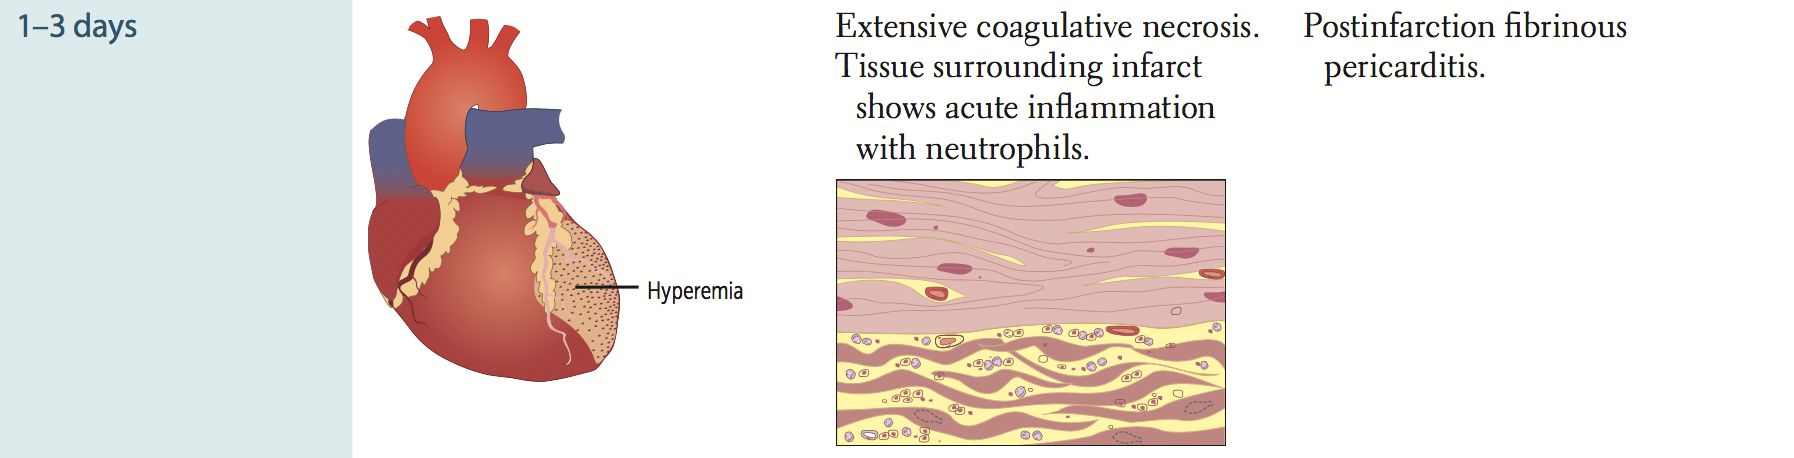 1–3 days
Extensive coagulative necrosis.
Tissue surrounding infarct
shows acute inflammation
with neutrophils.
Postinfarction fibrinous
pericarditis.
Hyperemia